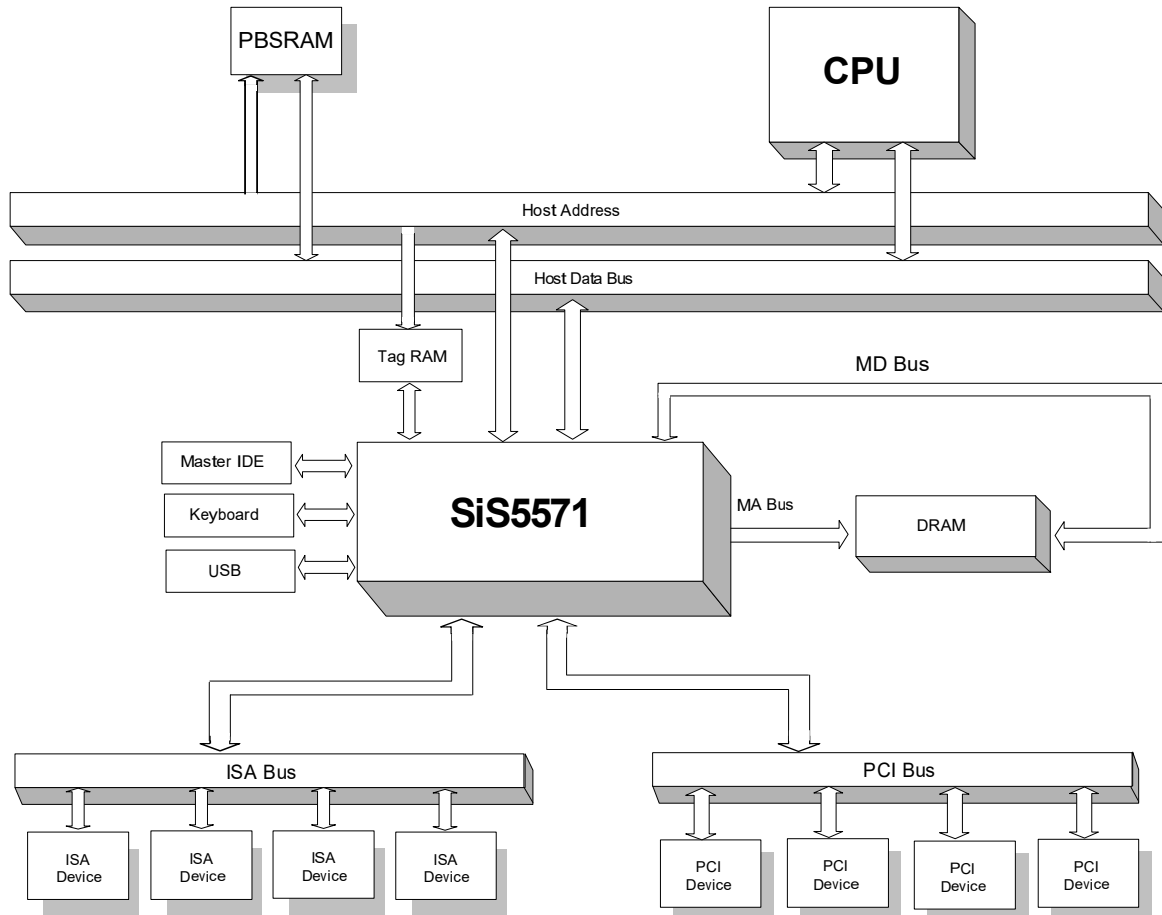 PBSRAM
CPU
Host Address
Host Data Bus
Tag RAM
MD Bus
Master IDE
Keyboard
USB
SiS5571
MA Bus
DRAM
ISA Bus
PCI Bus
ISA
Device
ISA
Device
ISA
Device
ISA
Device
PCI
Device
PCI
Device
PCI
Device
PCI
Device